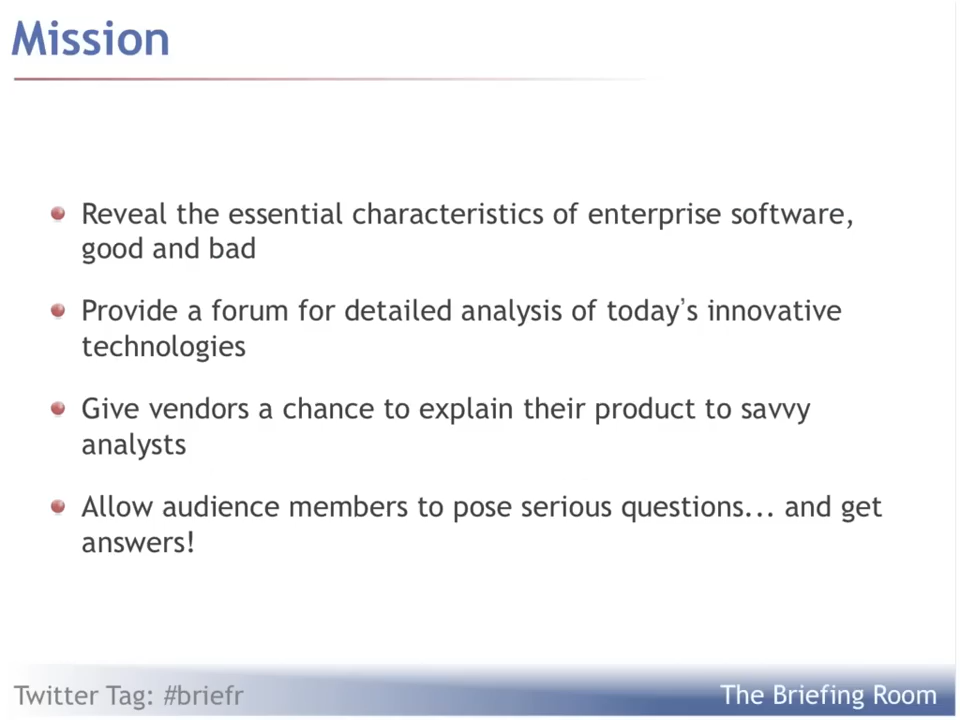 Mission
Reveal the essential characteristics of enterprise software,
good and bad
Provide a forum for detailed analysis of today’s innovative
technologies
Give vendors a chance to explain their product to savvy
analysts
Allow audience members to pose serious questions... and get
answers!
Twitter Tag: #briefr
The Briefing Room